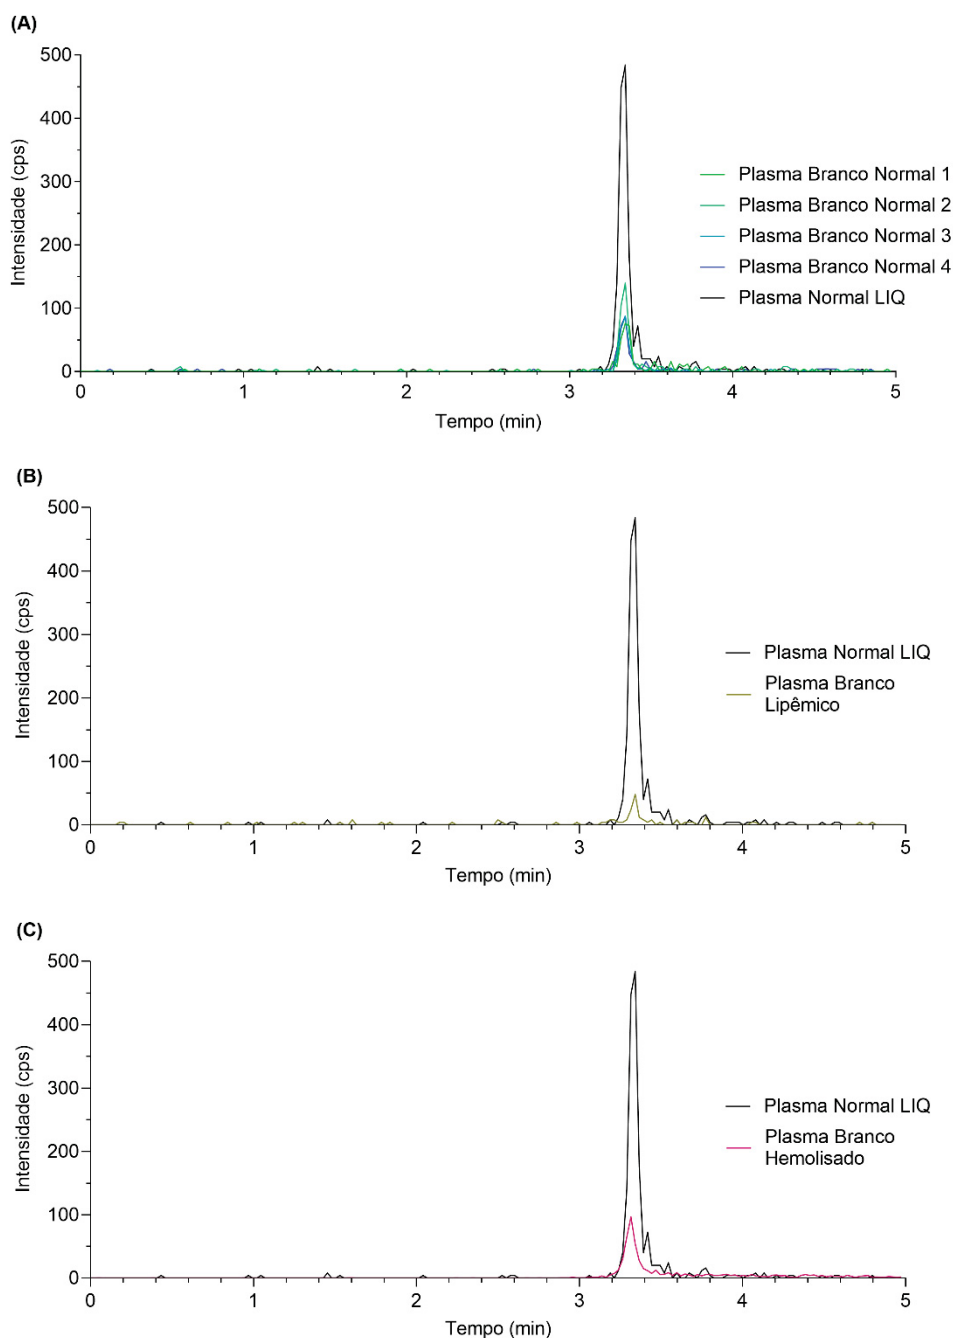 (A)
500
400
300
200
100
0
Intensidade (cps)
Plasma Branco Normal 1
Plasma Branco Normal 2
Plasma Branco Normal 3
Plasma Branco Normal 4
Plasma Normal LIQ
0 1 2 3 4 5
Tempo (min)
(B)
500
400
300
200
100
0
Intensidade (cps)
Plasma Normal LIQ
Plasma Branco
Lipêmico
0 1 2 3 4 5
Tempo (min)
(C)
500
400
300
200
100
0
Intensidade (cps)
Plasma Normal LIQ
Plasma Branco
Hemolisado
0 1 2 3 4 5
Tempo (min)